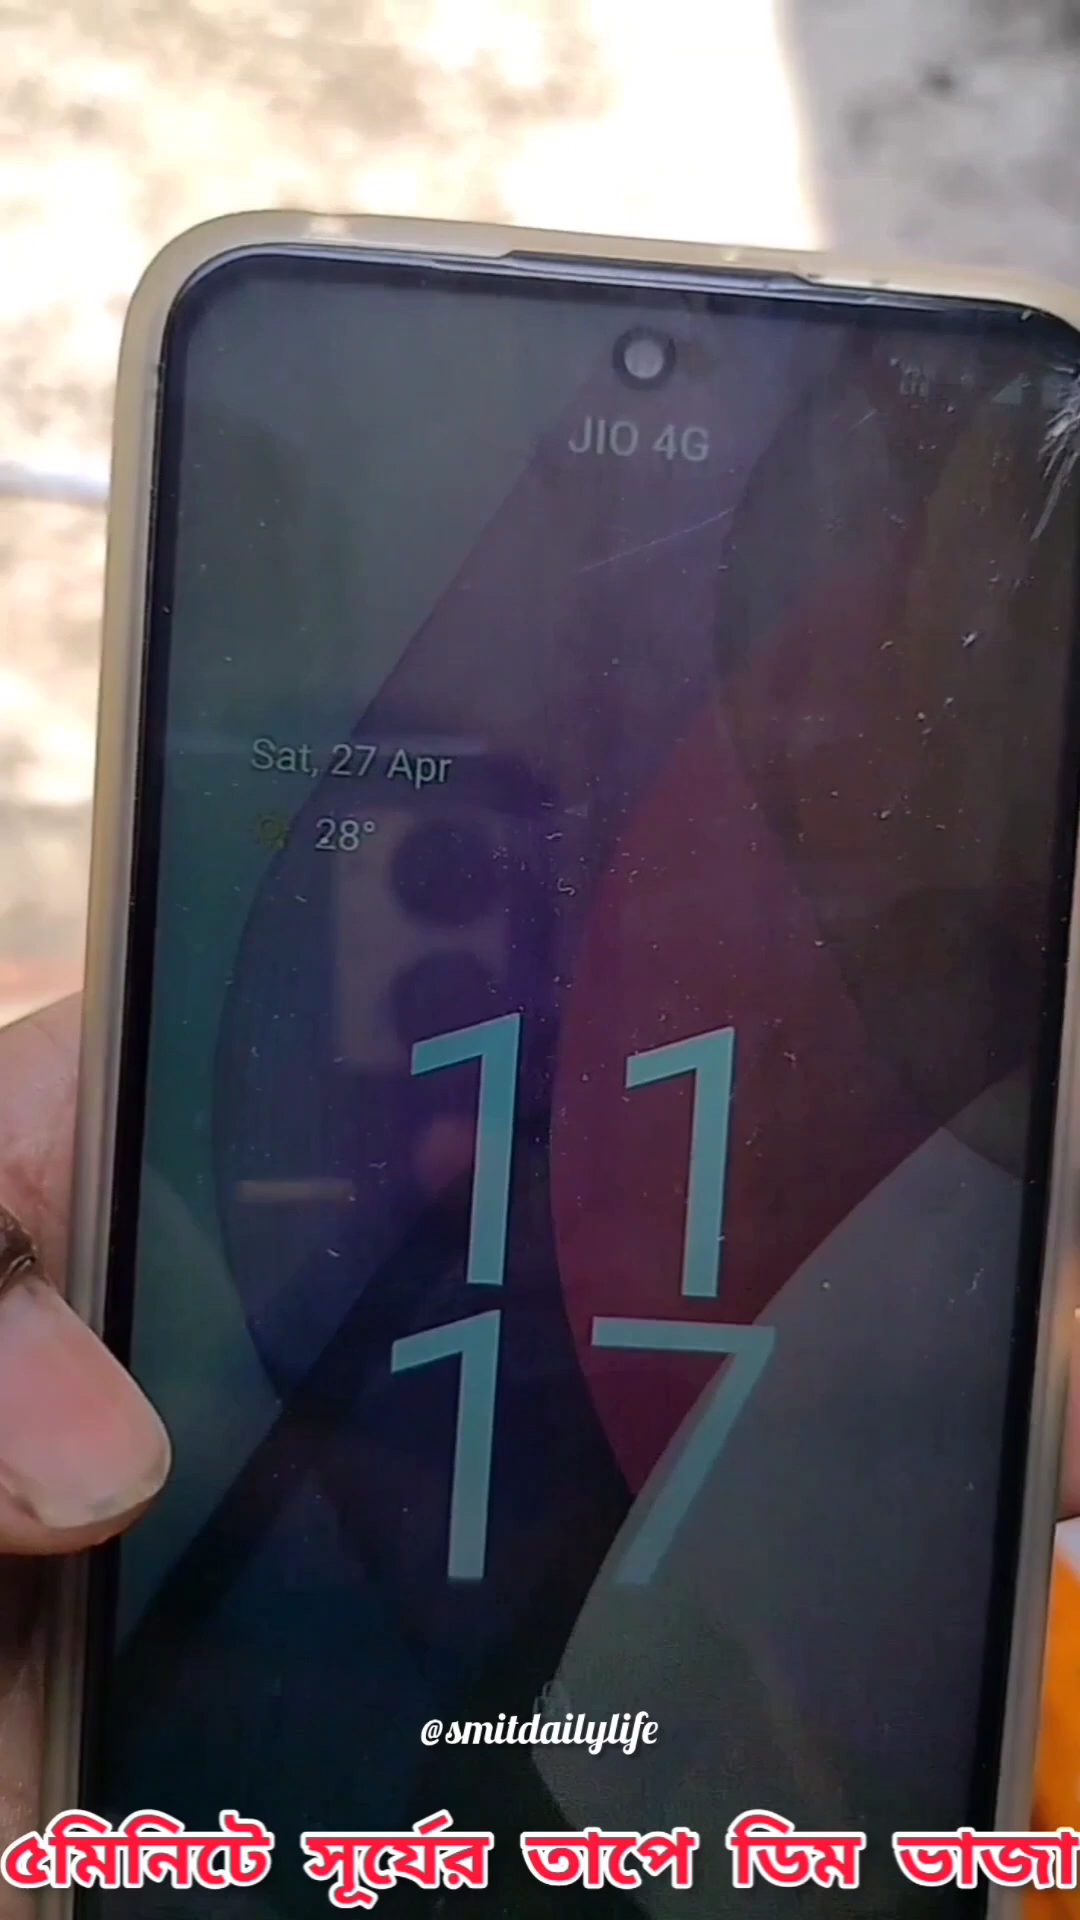 JIO 4G
Sat, 27 Apr
28°
11
17
@smitdailylife
৫মিনিটে সূর্যের তাপে ডিম ভাজা